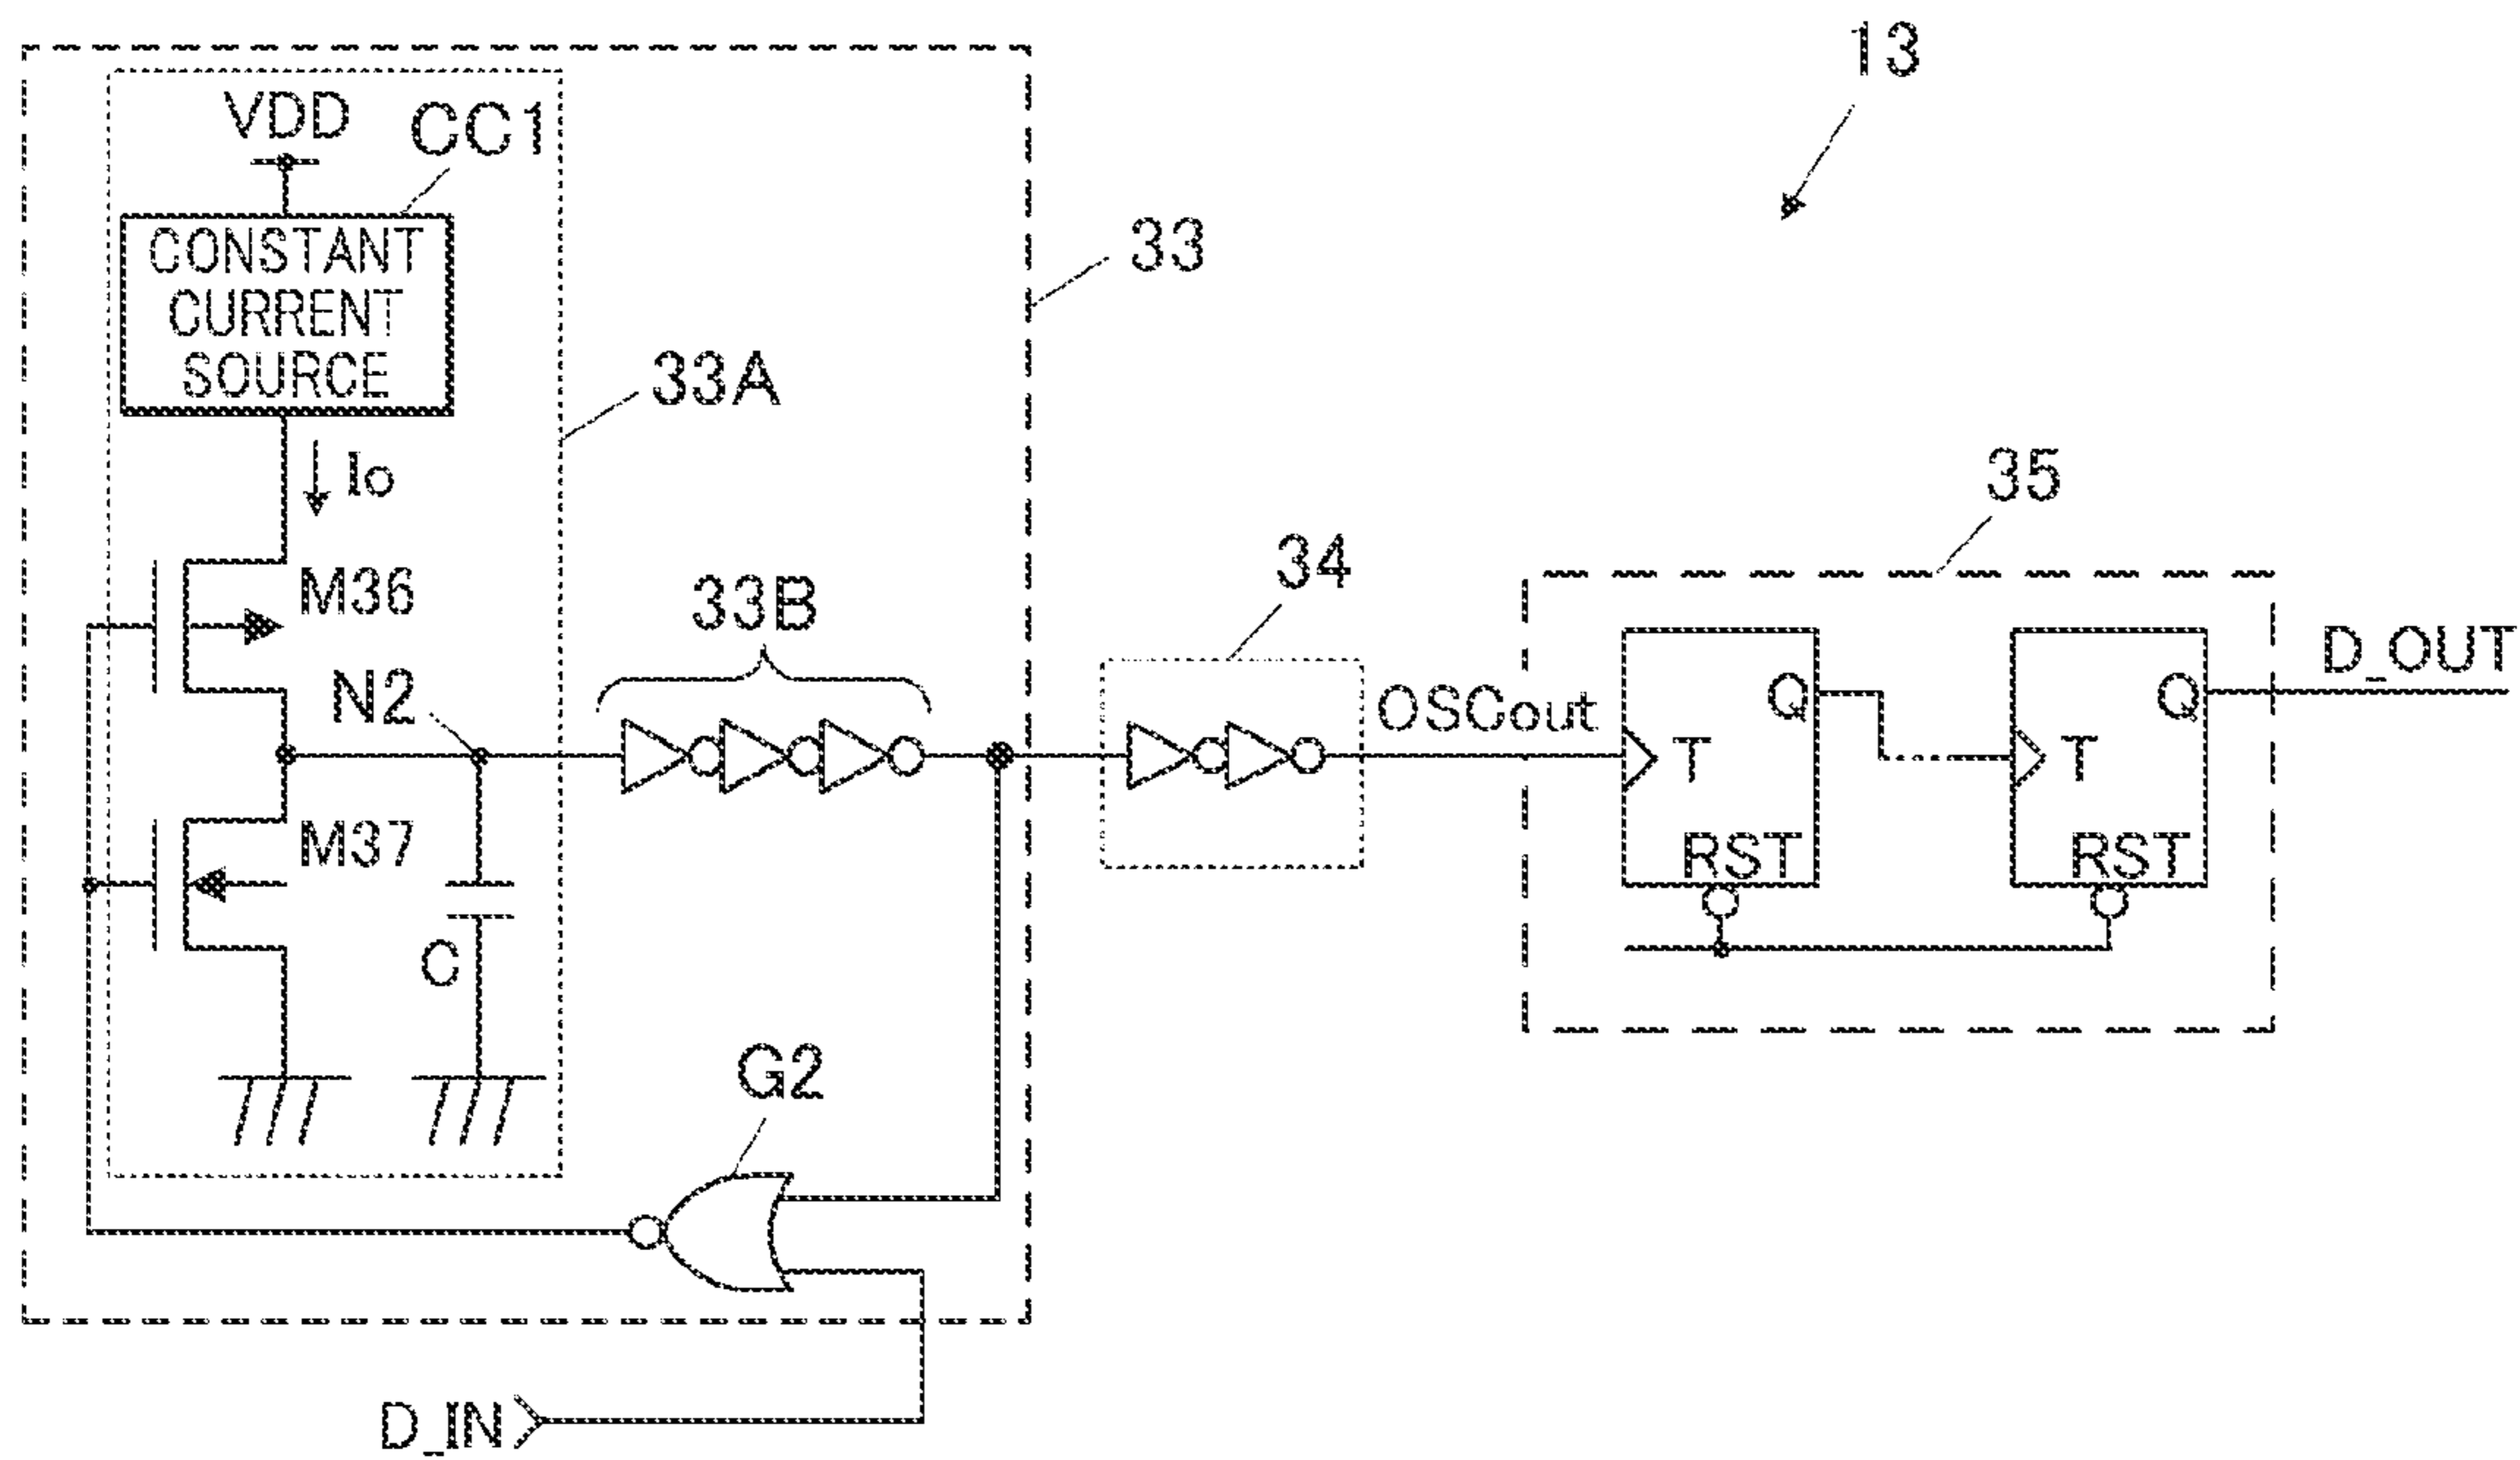 13
VDD
CC1
CONSTANT
CURRENT
SOURCE
33
33A
Io
35
34
M36
33B
D_OUT
N2
OSCout
Q
Q
T
T
M37
RST
RST
C
G2
D_IN